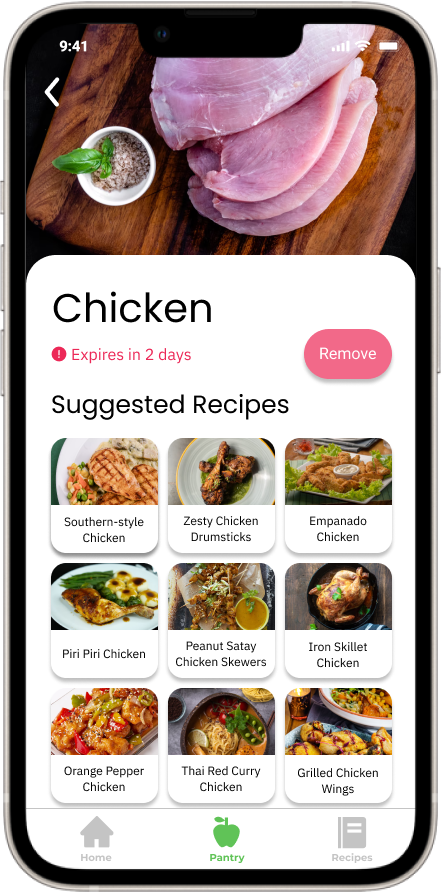 9:41
Chicken
Expires in 2 days
Remove
Suggested Recipes
Southern-style
Chicken
Zesty Chicken
Drumsticks
Empanado
Chicken
Piri Piri Chicken
Peanut Satay
Chicken Skewers
Iron Skillet
Chicken
Orange Pepper
Chicken
Thai Red Curry
Chicken
Grilled Chicken
Wings
Home
Pantry
Recipes